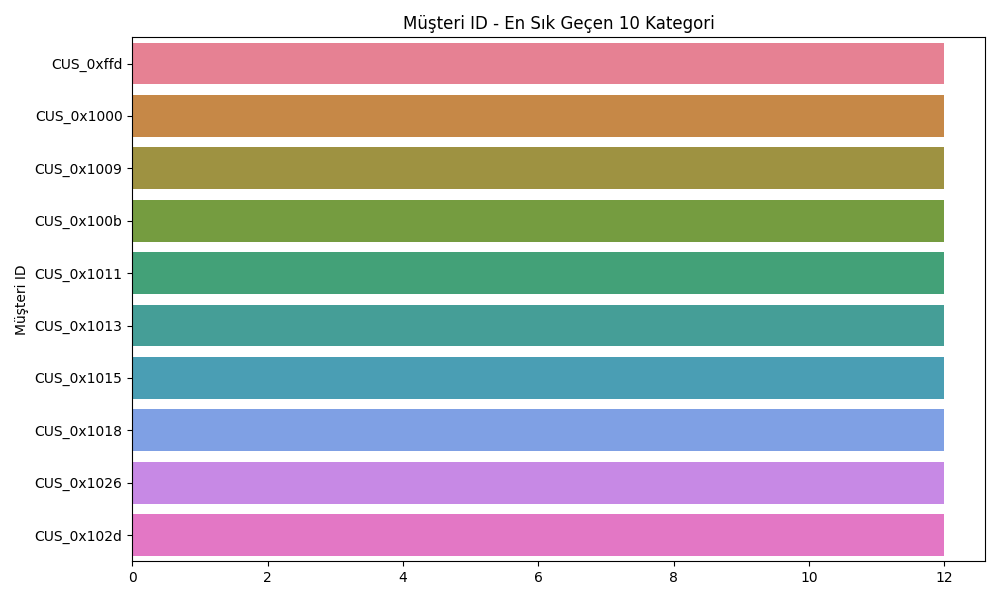 Müşteri ID - En Sık Geçen 10 Kategori
Müşteri ID
CUS_0xffd
CUS_0x1000
CUS_0x1009
CUS_0x100b
CUS_0x1011
CUS_0x1013
CUS_0x1015
CUS_0x1018
CUS_0x1026
CUS_0x102d
0 2 4 6 8 10 12